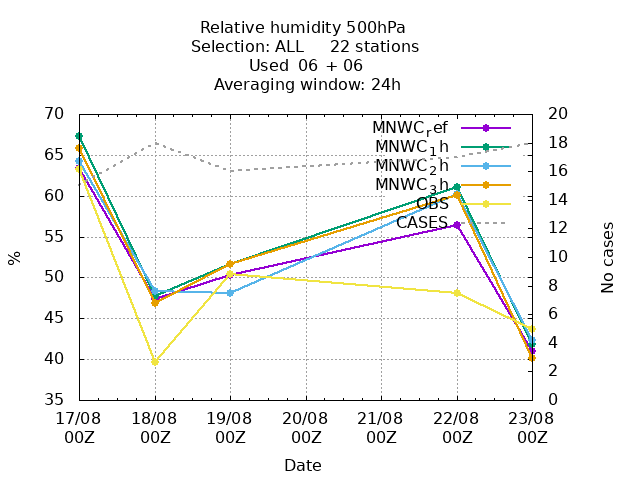 Relative humidity 500hPa
Selection: ALL 22 stations
Used 06 + 06
Averaging window: 24h
70 20
65 18
60 16
55 14
50 12
45 10
40 8
35 6
4
2
0
MNWC_ref
MNWC_1h
MNWC_2h
MNWC_3h
OBS
CASES
%
No cases
17/08 18/08 19/08 20/08 21/08 22/08 23/08
00Z 00Z 00Z 00Z 00Z 00Z 00Z
Date